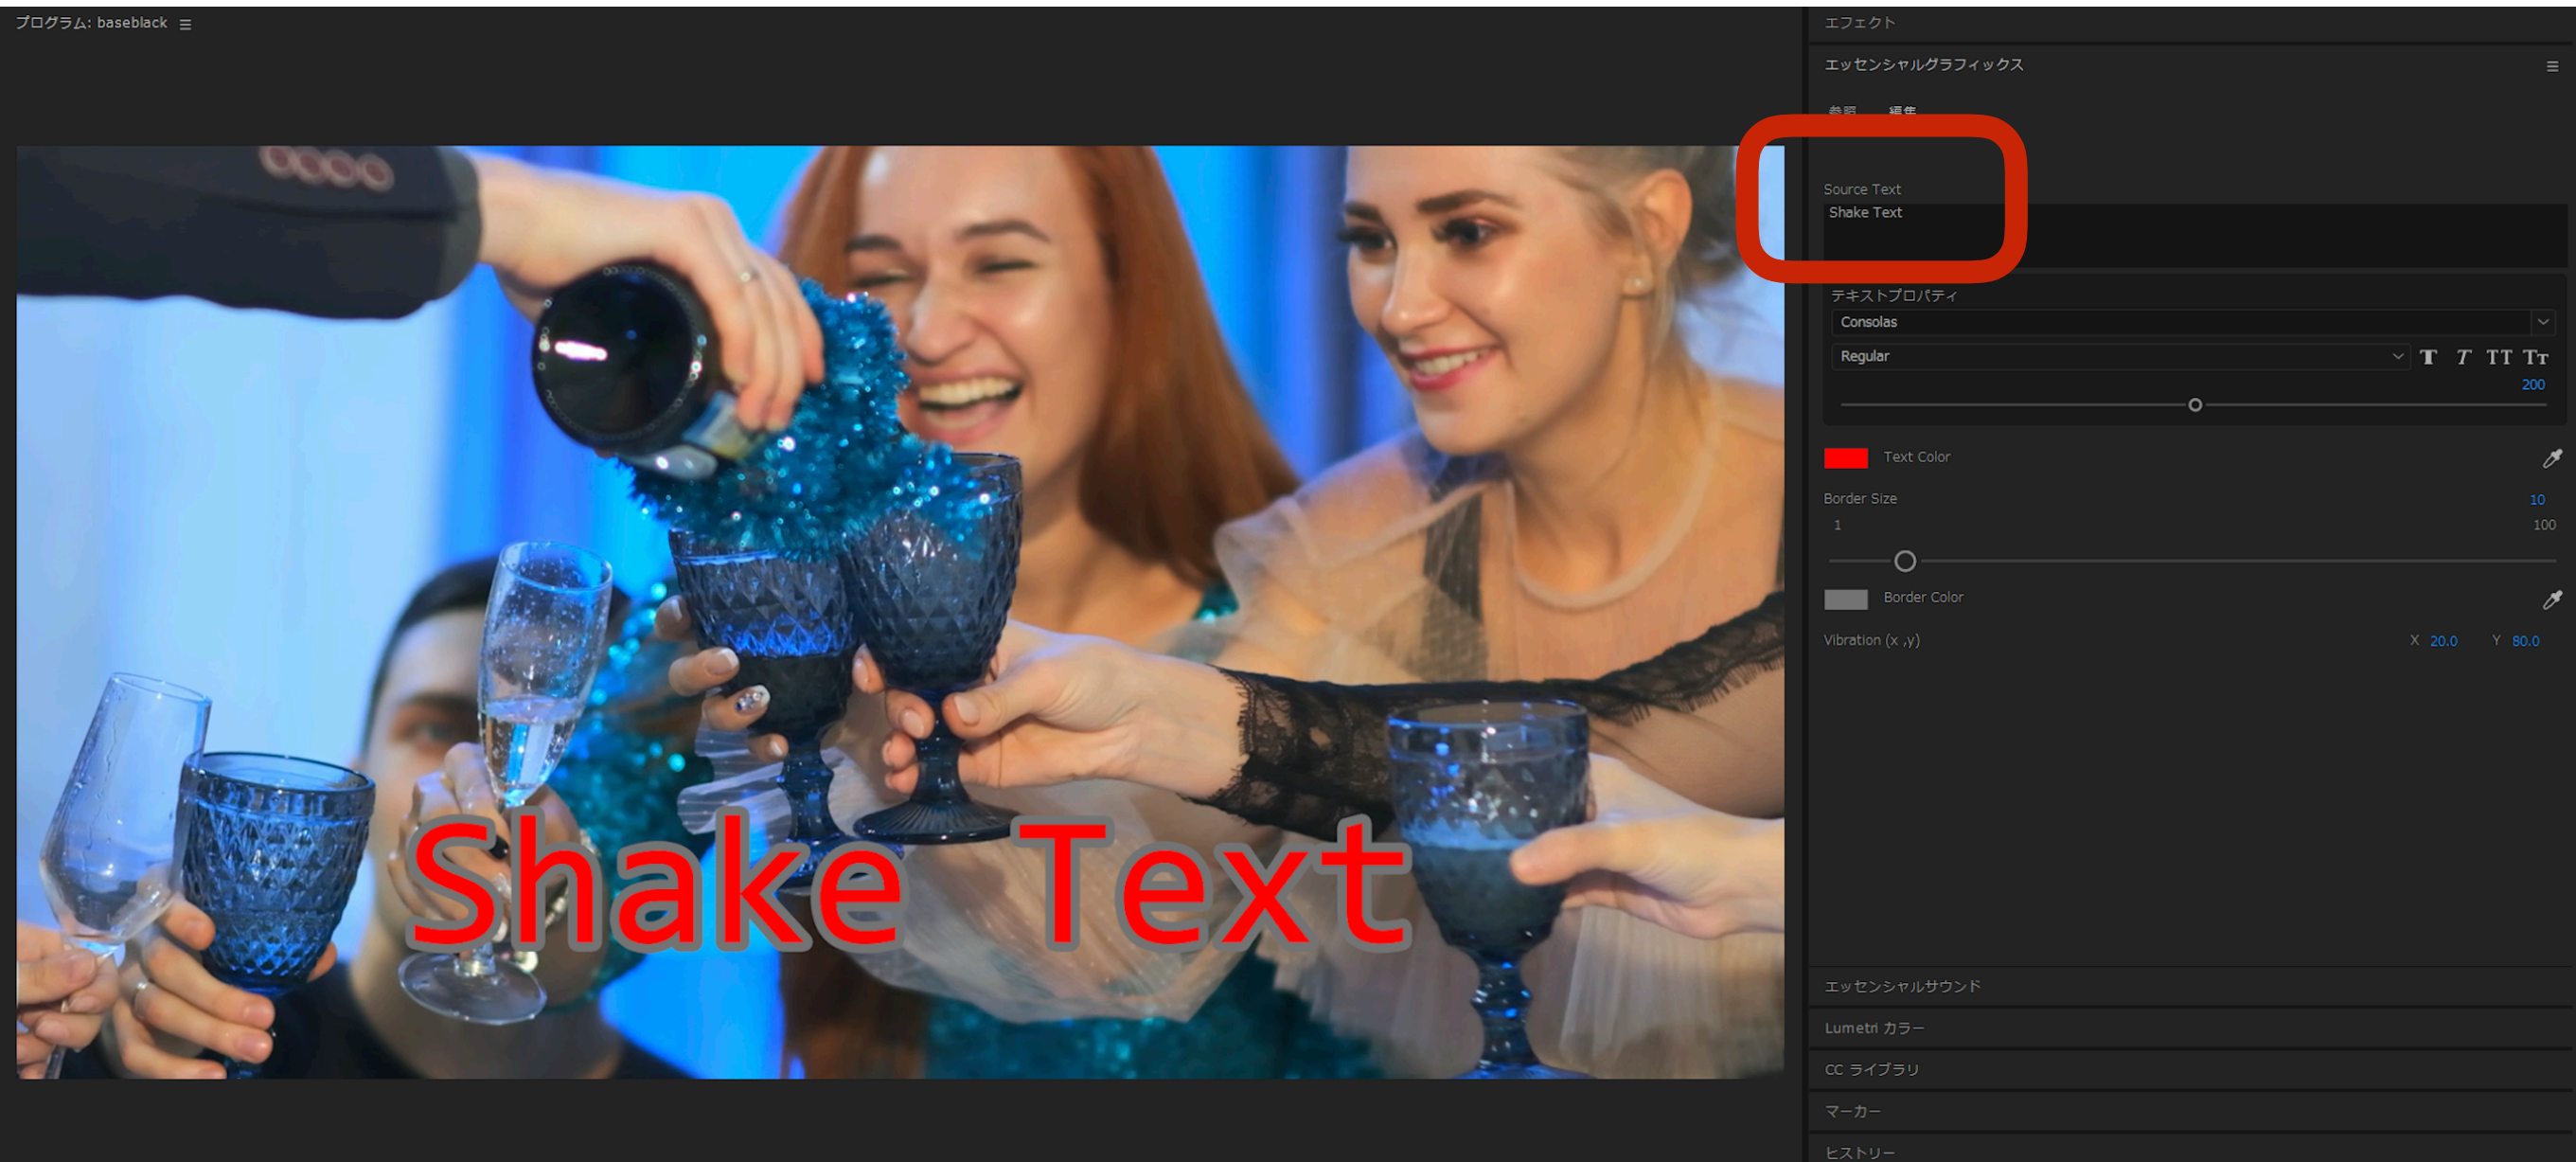 プログラム: baseblack
エフェクト
エッセンシャルグラフィックス
参照 編集
Source Text
Shake Text
テキストプロパティ
Consolas
Regular
200
Text Color
Border Size 10
1 100
Border Color
Vibration (x ,y) X 20.0 Y 80.0
Shake Text
エッセンシャルサウンド
Lumetri カラー
CC ライブラリ
マーカー
ヒストリー